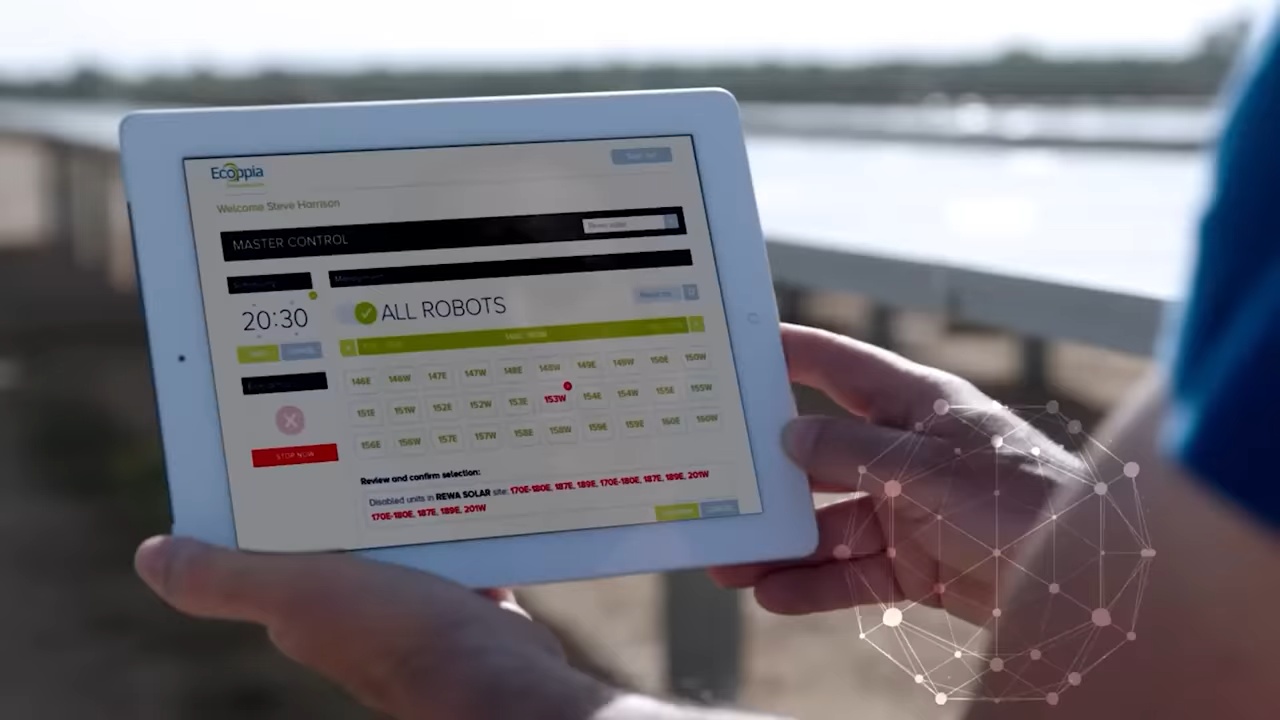 Ecoppia
Welcome Steve Harrison
MASTER CONTROL
20:30
ALL ROBOTS
146E 146W 147E 147W 148E 148W 149E 149W 150E 150W
151E 151W 152E 152W 153E 153W 154E 154W 155E 155W
156E 156W 157E 157W 158E 158W 159E 159E 160E 160W
STOP NOW
Review and confirm selection:
Disabled units in REWA SOLAR site: 170E-180E, 187E, 189E, 170E-180E, 187E, 189E, 201W
170E-180E, 187E, 189E, 201W